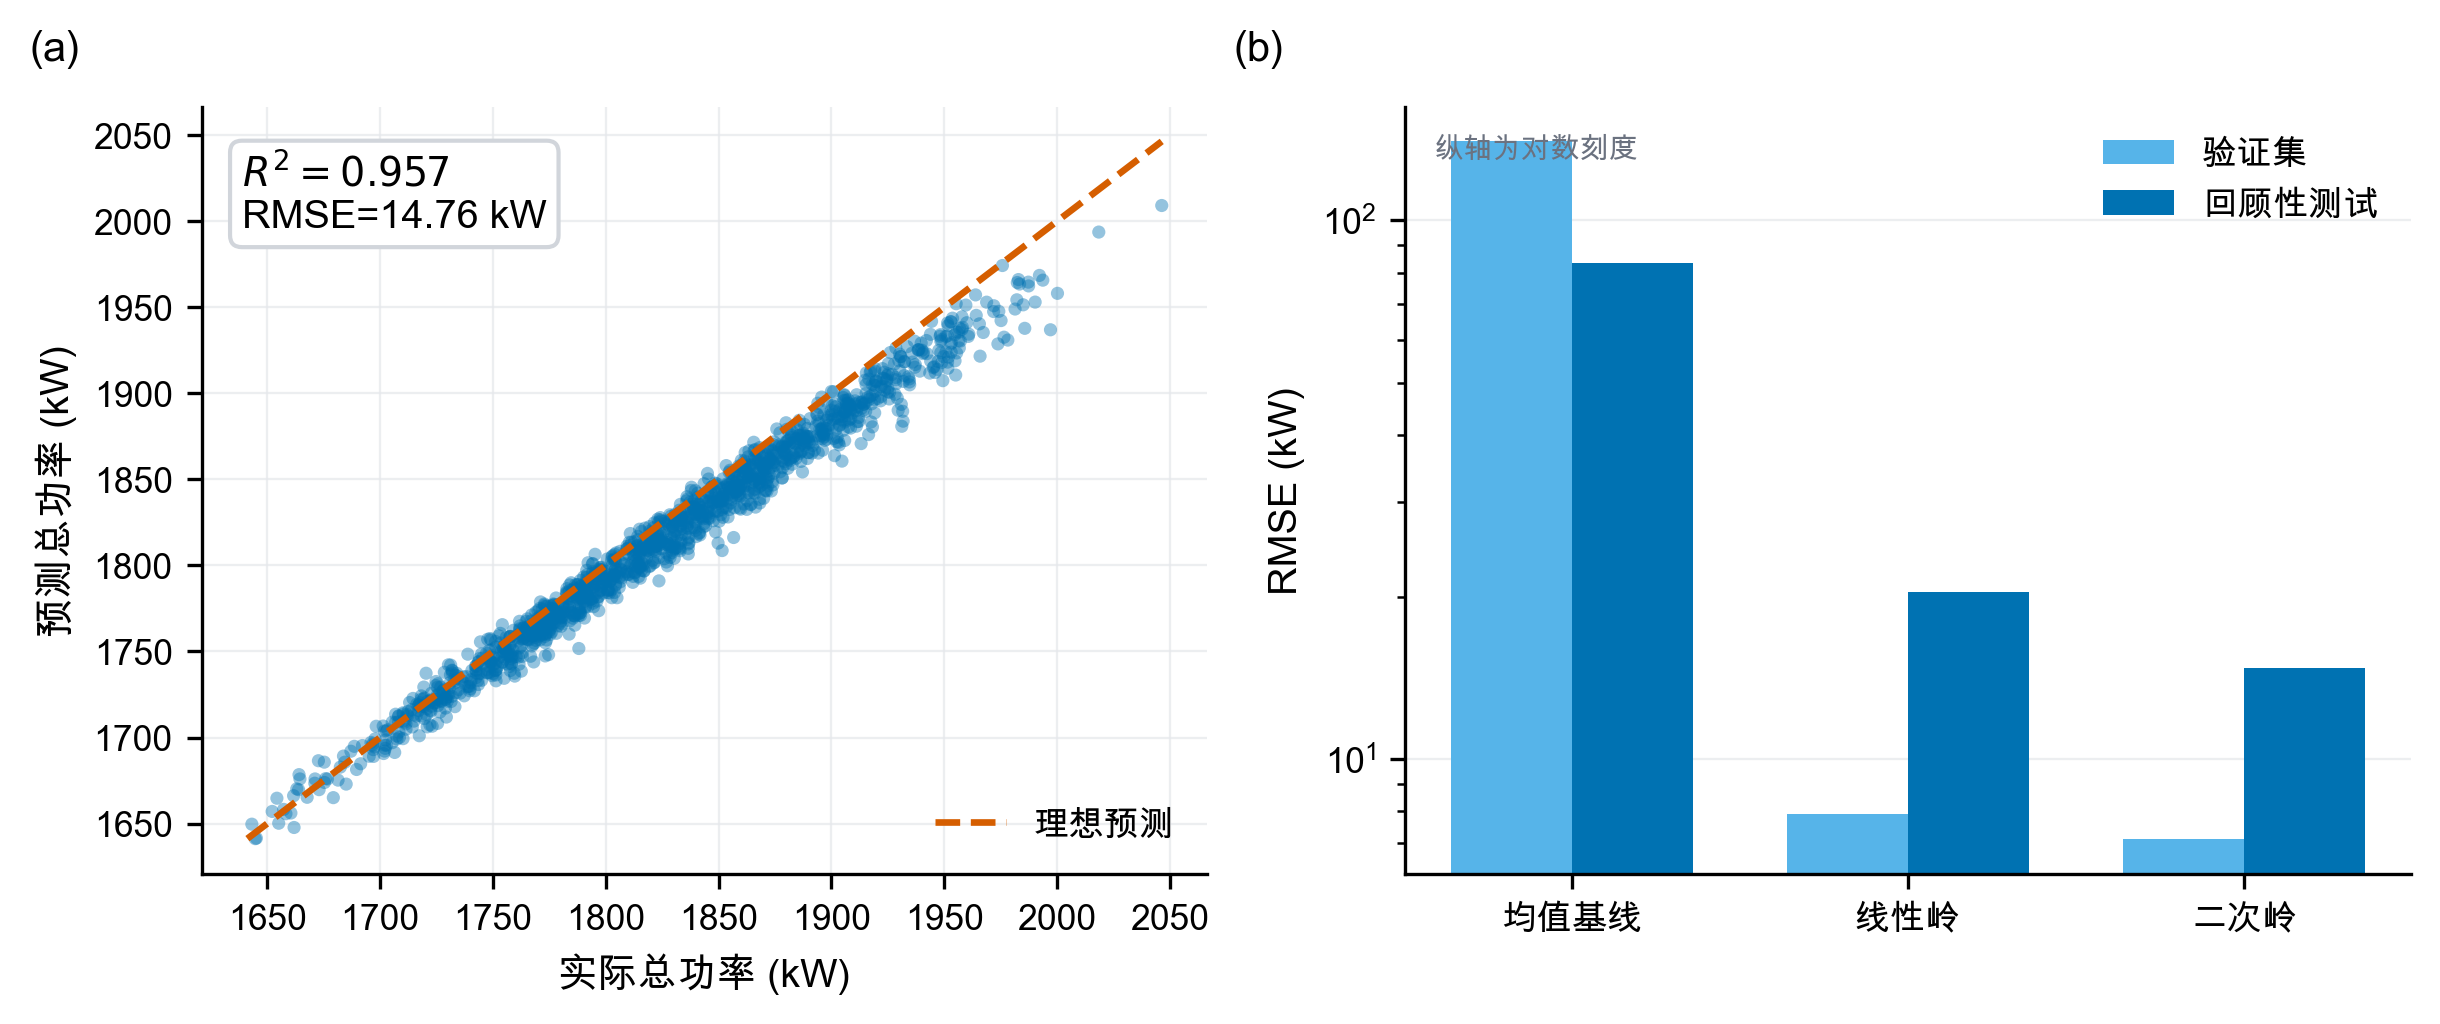 (a)
2050
2000
1950
1900
1850
1800
1750
1700
1650
预测总功率 (kW)
R² = 0.957
RMSE=14.76 kW
理想预测
1650 1700 1750 1800 1850 1900 1950 2000 2050
实际总功率 (kW)
(b)
纵轴为对数刻度
验证集
回顾性测试
10²
10¹
RMSE (kW)
均值基线 线性岭 二次岭